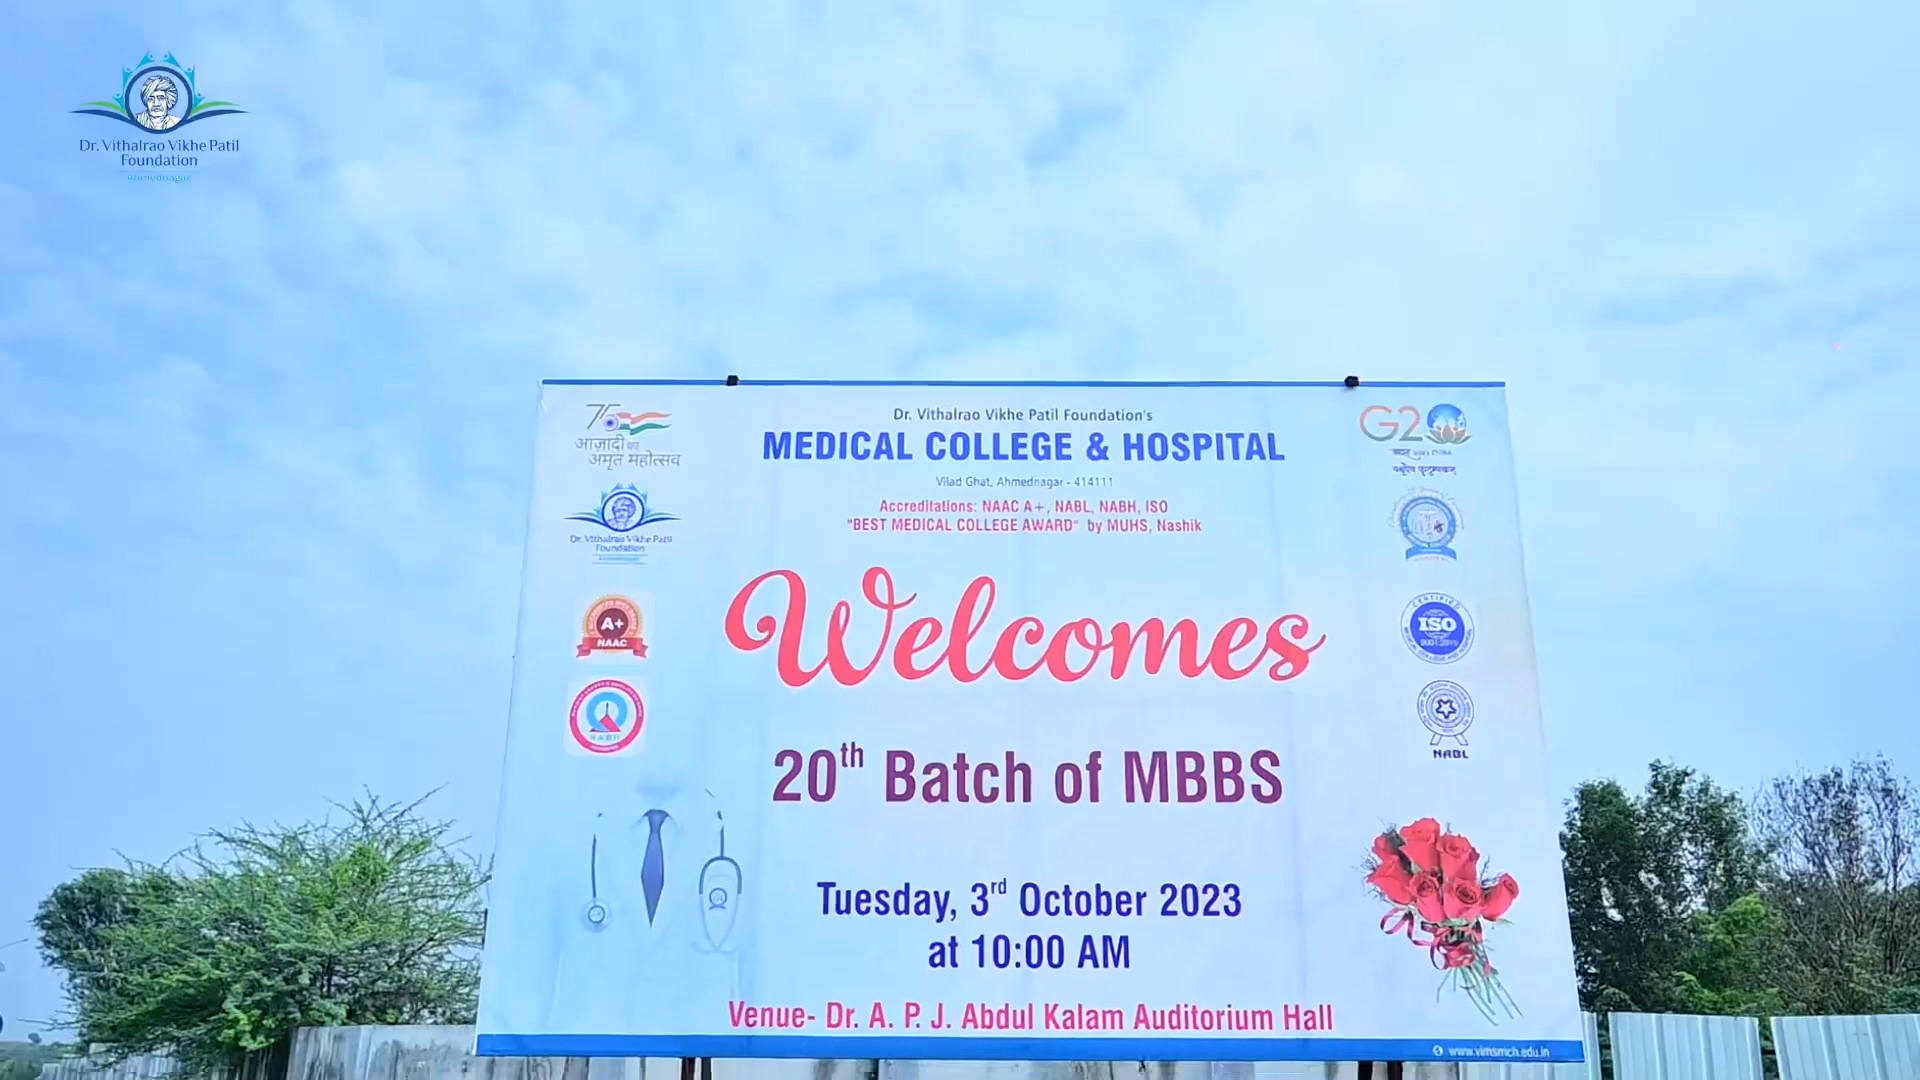 Dr. Vithalrao Vikhe Patil
Foundation
Ahmednagar
75
आज़ादी का
अमृत महोत्सव
Dr. Vithalrao Vikhe Patil Foundation's
MEDICAL COLLEGE & HOSPITAL
Vilad Ghat, Ahmednagar - 414111
Accreditations: NAAC A+, NABL, NABH, ISO
"BEST MEDICAL COLLEGE AWARD" by MUHS, Nashik
G20
Dr. Vithalrao Vikhe Patil
Foundation
Ahmednagar
A+
NAAC
CERTIFIED
ISO
NABH
NABL
Welcomes
20th Batch of MBBS
Tuesday, 3rd October 2023
at 10:00 AM
Venue- Dr. A. P. J. Abdul Kalam Auditorium Hall
www.vimsmch.edu.in